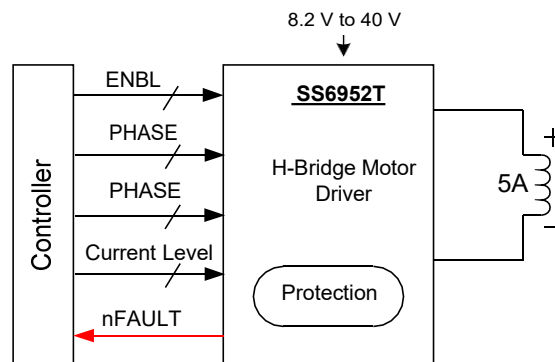 8.2 V to 40 V
Controller
ENBL
PHASE
PHASE
Current Level
nFAULT
SS6952T
H-Bridge Motor
Driver
Protection
5A
+
–